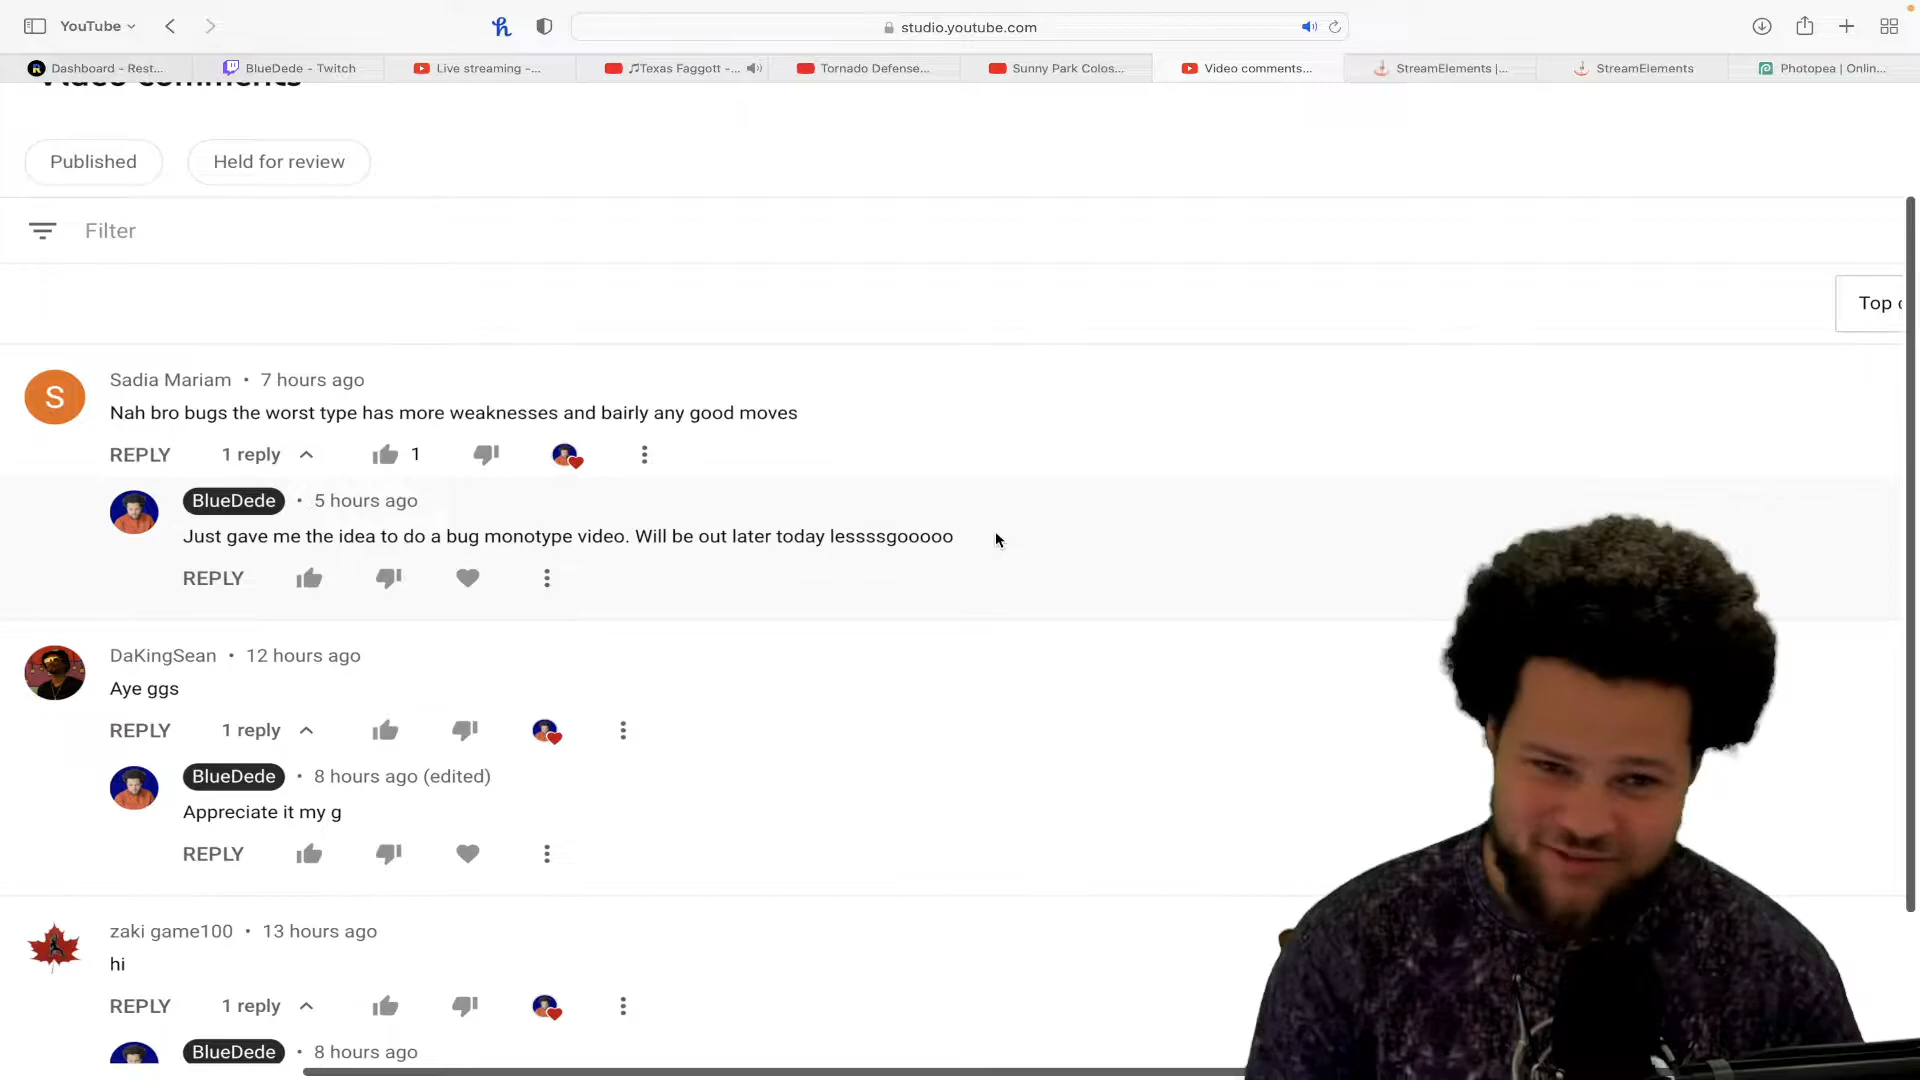 YouTube
studio.youtube.com
Dashboard - Rest...
BlueDede - Twitch
Live streaming -...
♫Texas Faggott -...
Tornado Defense...
Sunny Park Colos...
Video comments...
StreamElements |...
StreamElements
Photopea | Onlin...
Video comments
Published
Held for review
Filter
Top
Sadia Mariam • 7 hours ago
Nah bro bugs the worst type has more weaknesses and bairly any good moves
REPLY 1 reply 1
BlueDede • 5 hours ago
Just gave me the idea to do a bug monotype video. Will be out later today lessssgooooo
REPLY
DaKingSean • 12 hours ago
Aye ggs
REPLY 1 reply
BlueDede • 8 hours ago (edited)
Appreciate it my g
REPLY
zaki game100 • 13 hours ago
hi
REPLY 1 reply
BlueDede • 8 hours ago